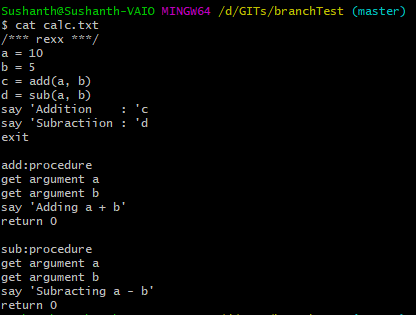 Sushanth@Sushanth-VAIO MINGW64 /d/GITs/branchTest (master)
$ cat calc.txt
/*** rexx ***/
a = 10
b = 5
c = add(a, b)
d = sub(a, b)
say 'Addition    : 'c
say 'Subractiion : 'd
exit

add:procedure
get argument a
get argument b
say 'Adding a + b'
return 0

sub:procedure
get argument a
get argument b
say 'Subracting a - b'
return 0